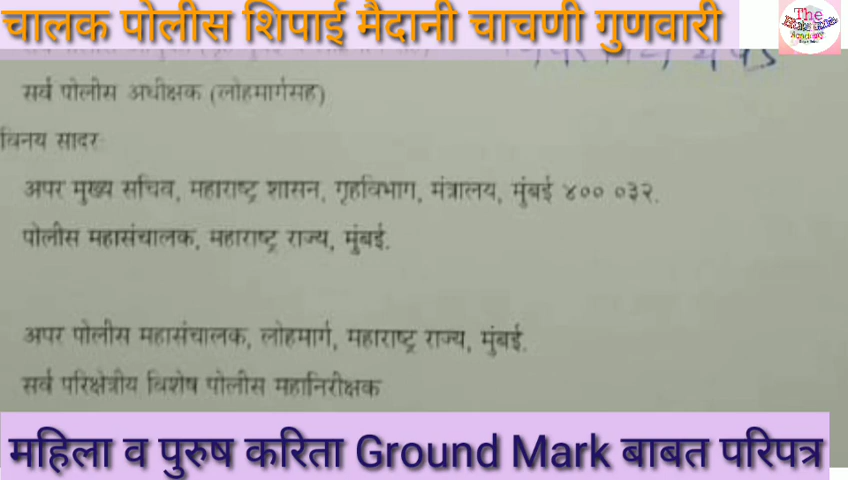 चालक पोलीस शिपाई मैदानी चाचणी गुणवारी
The
Academy
सर्व पोलीस अधीक्षक (लोहमार्गसह)
विनय सादर
अपर मुख्य सचिव, महाराष्ट्र शासन, गृहविभाग, मंत्रालय, मुंबई ४०० ०३२.
पोलीस महासंचालक, महाराष्ट्र राज्य, मुंबई.
अपर पोलीस महासंचालक, लोहमार्ग, महाराष्ट्र राज्य, मुंबई.
सर्व परिक्षेत्रीय विशेष पोलीस महानिरीक्षक
महिला व पुरुष करिता Ground Mark बाबत परिपत्र